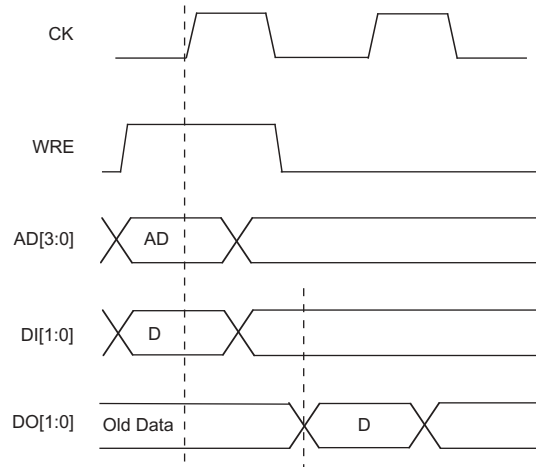 CK
WRE
AD[3:0]
AD
DI[1:0]
D
DO[1:0]
Old Data
D